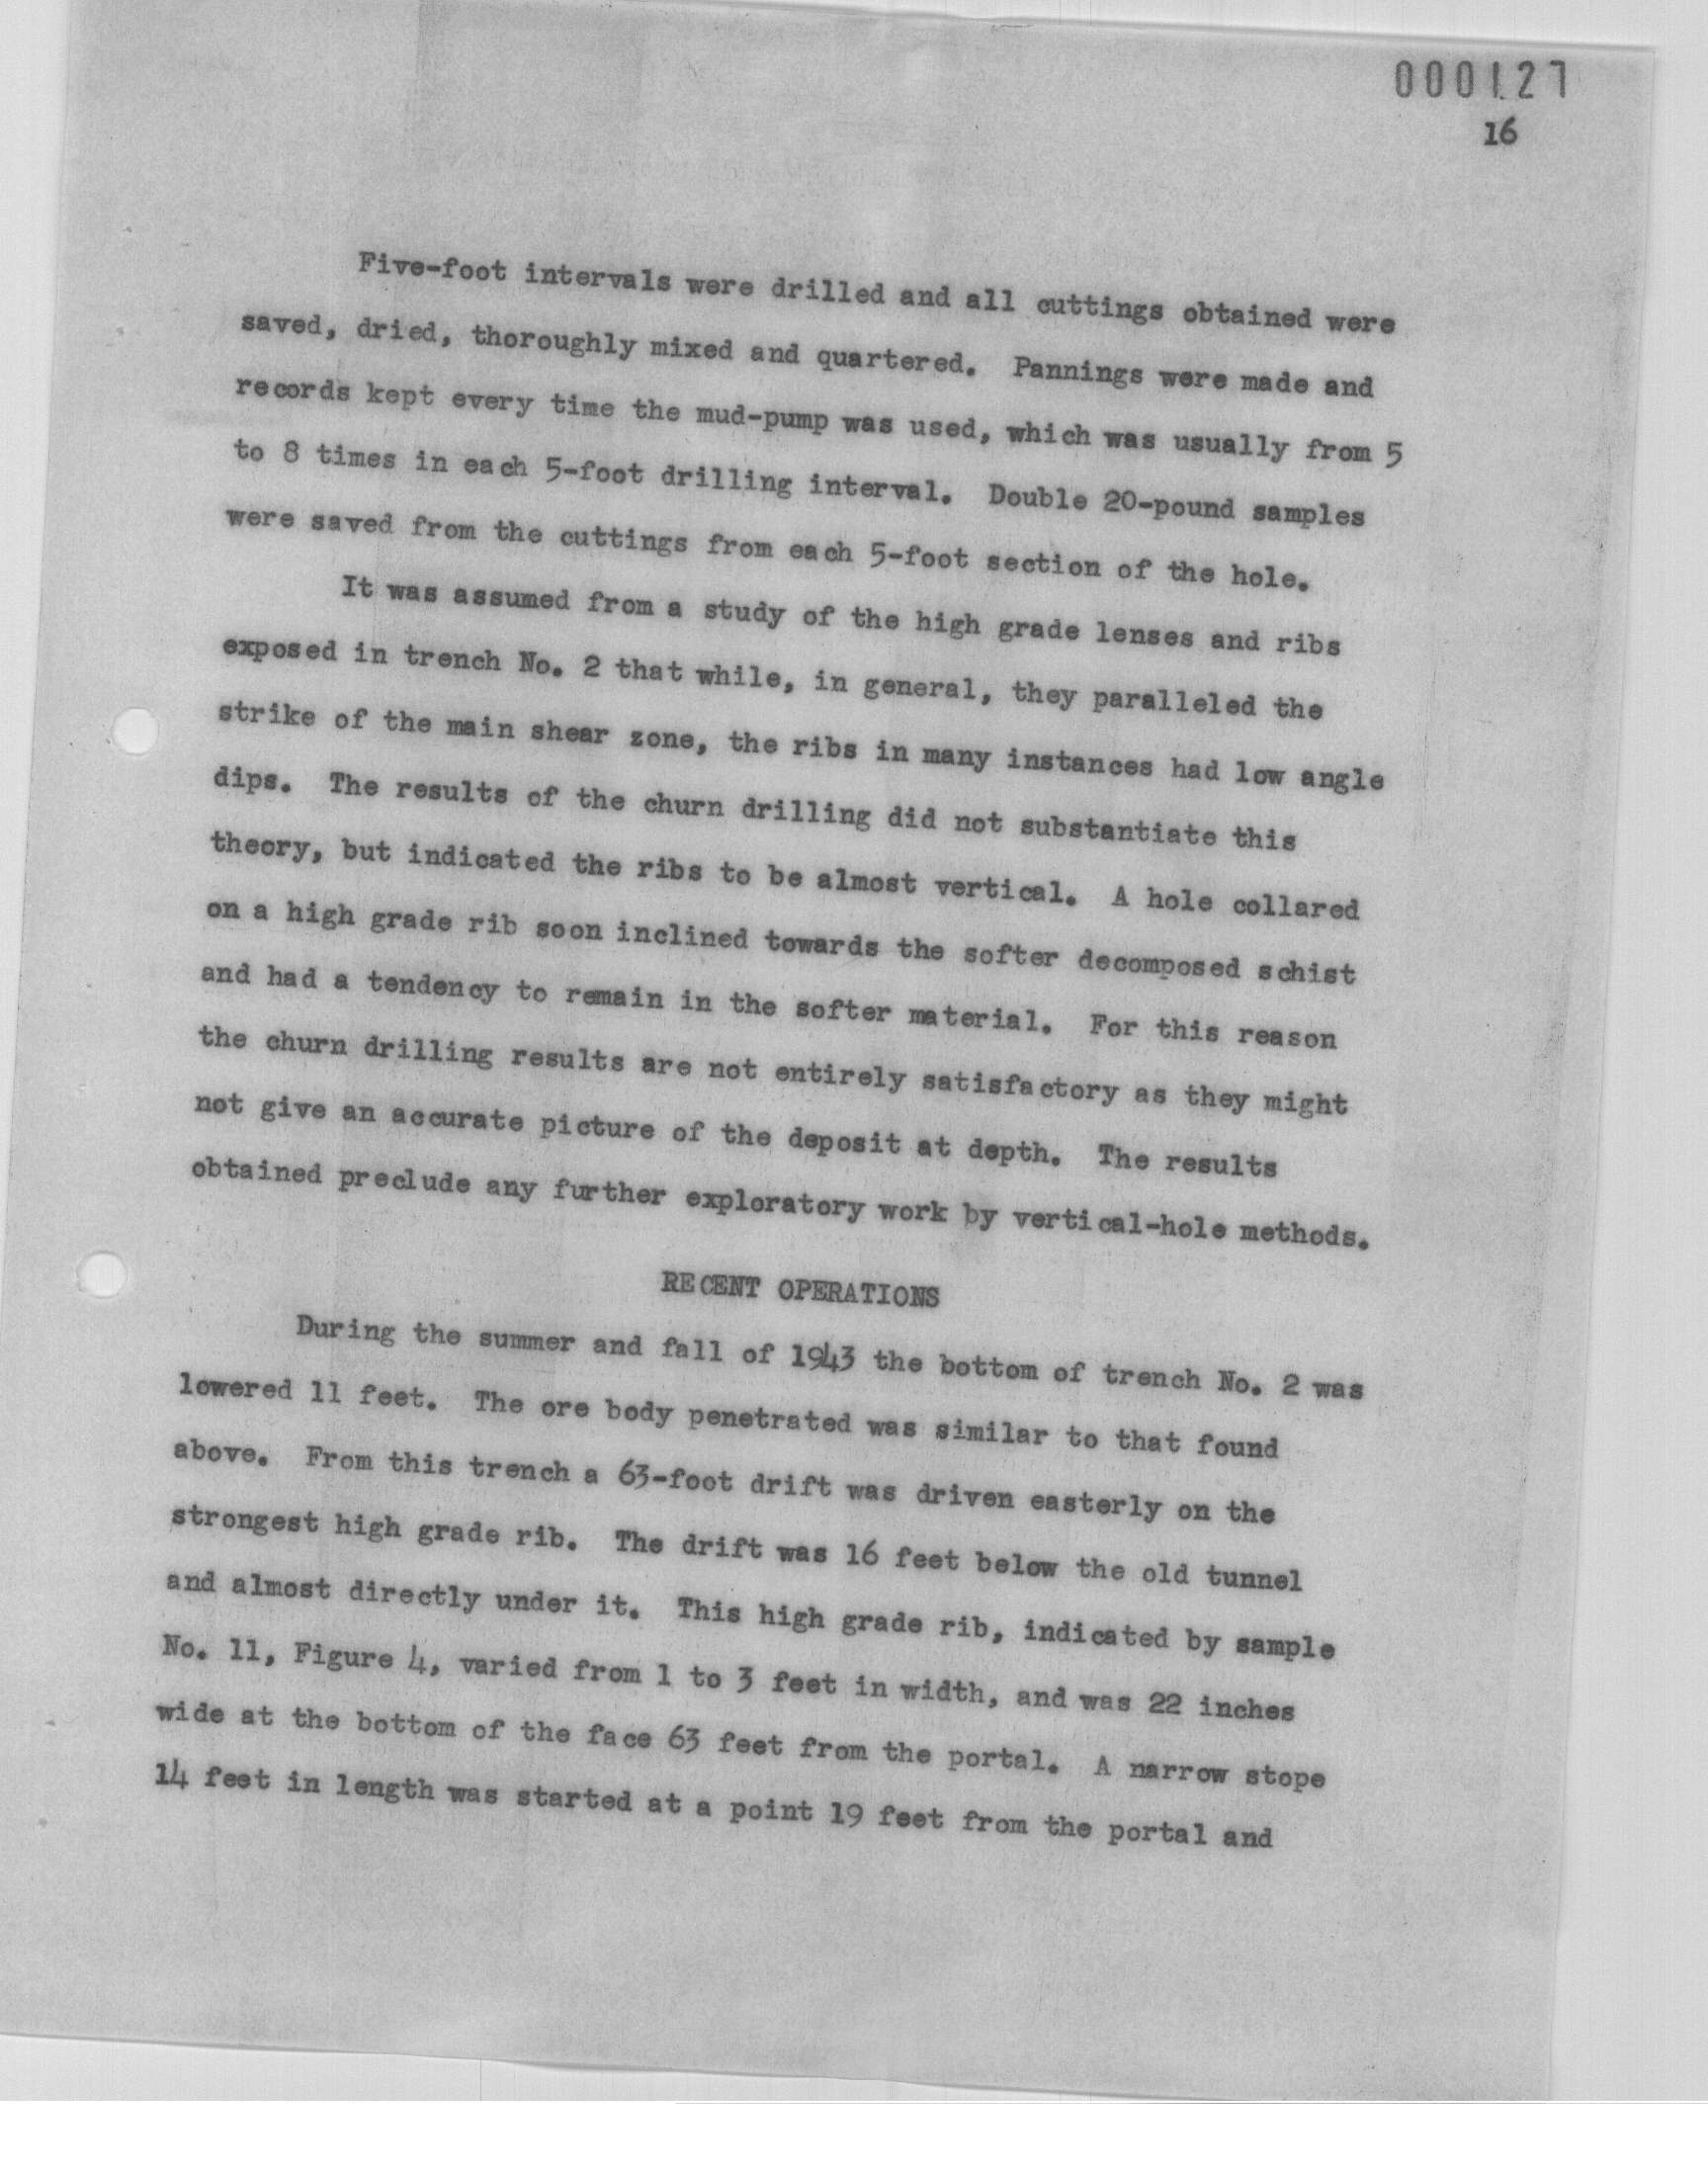 000127
16
Five-foot intervals were drilled and all cuttings obtained were
saved, dried, thoroughly mixed and quartered. Pannings were made and
records kept every time the mud-pump was used, which was usually from 5
to 8 times in each 5-foot drilling interval. Double 20-pound samples
were saved from the cuttings from each 5-foot section of the hole.
It was assumed from a study of the high grade lenses and ribs
exposed in trench No. 2 that while, in general, they paralleled the
strike of the main shear zone, the ribs in many instances had low angle
dips. The results of the churn drilling did not substantiate this
theory, but indicated the ribs to be almost vertical. A hole collared
on a high grade rib soon inclined towards the softer decomposed schist
and had a tendency to remain in the softer material. For this reason
the churn drilling results are not entirely satisfactory as they might
not give an accurate picture of the deposit at depth. The results
obtained preclude any further exploratory work by vertical-hole methods.
RECENT OPERATIONS
During the summer and fall of 1943 the bottom of trench No. 2 was
lowered 11 feet. The ore body penetrated was similar to that found
above. From this trench a 63-foot drift was driven easterly on the
strongest high grade rib. The drift was 16 feet below the old tunnel
and almost directly under it. This high grade rib, indicated by sample
No. 11, Figure 4, varied from 1 to 3 feet in width, and was 22 inches
wide at the bottom of the face 63 feet from the portal. A narrow stope
14 feet in length was started at a point 19 feet from the portal and